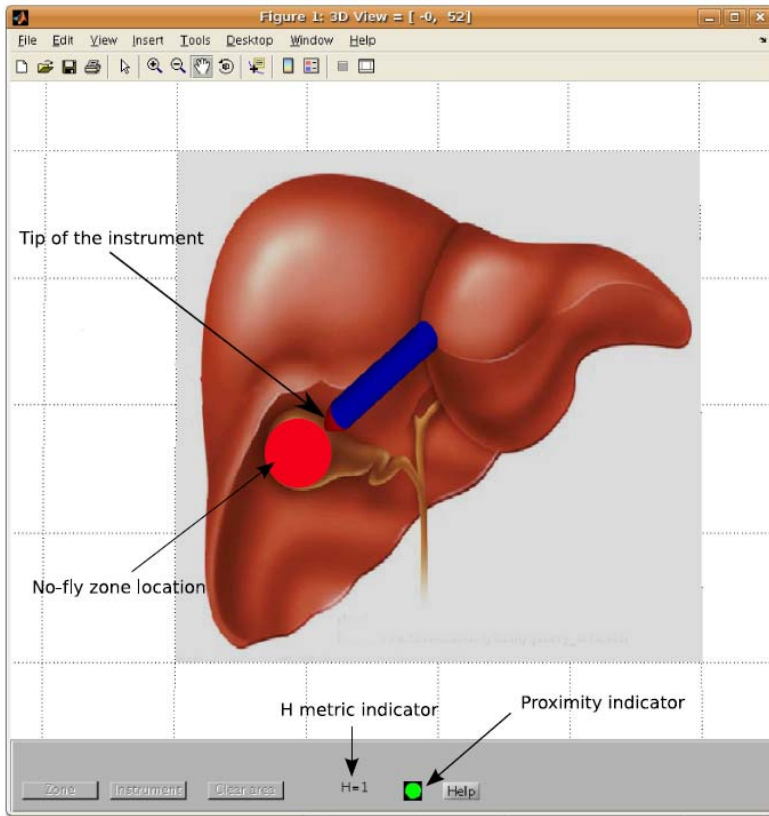 Figure 1: 3D View = [ -0, 52]
File Edit View Insert Tools Desktop Window Help
Tip of the instrument
No-fly zone location
H metric indicator
Proximity indicator
Zone Instrument Clear area H=1 Help